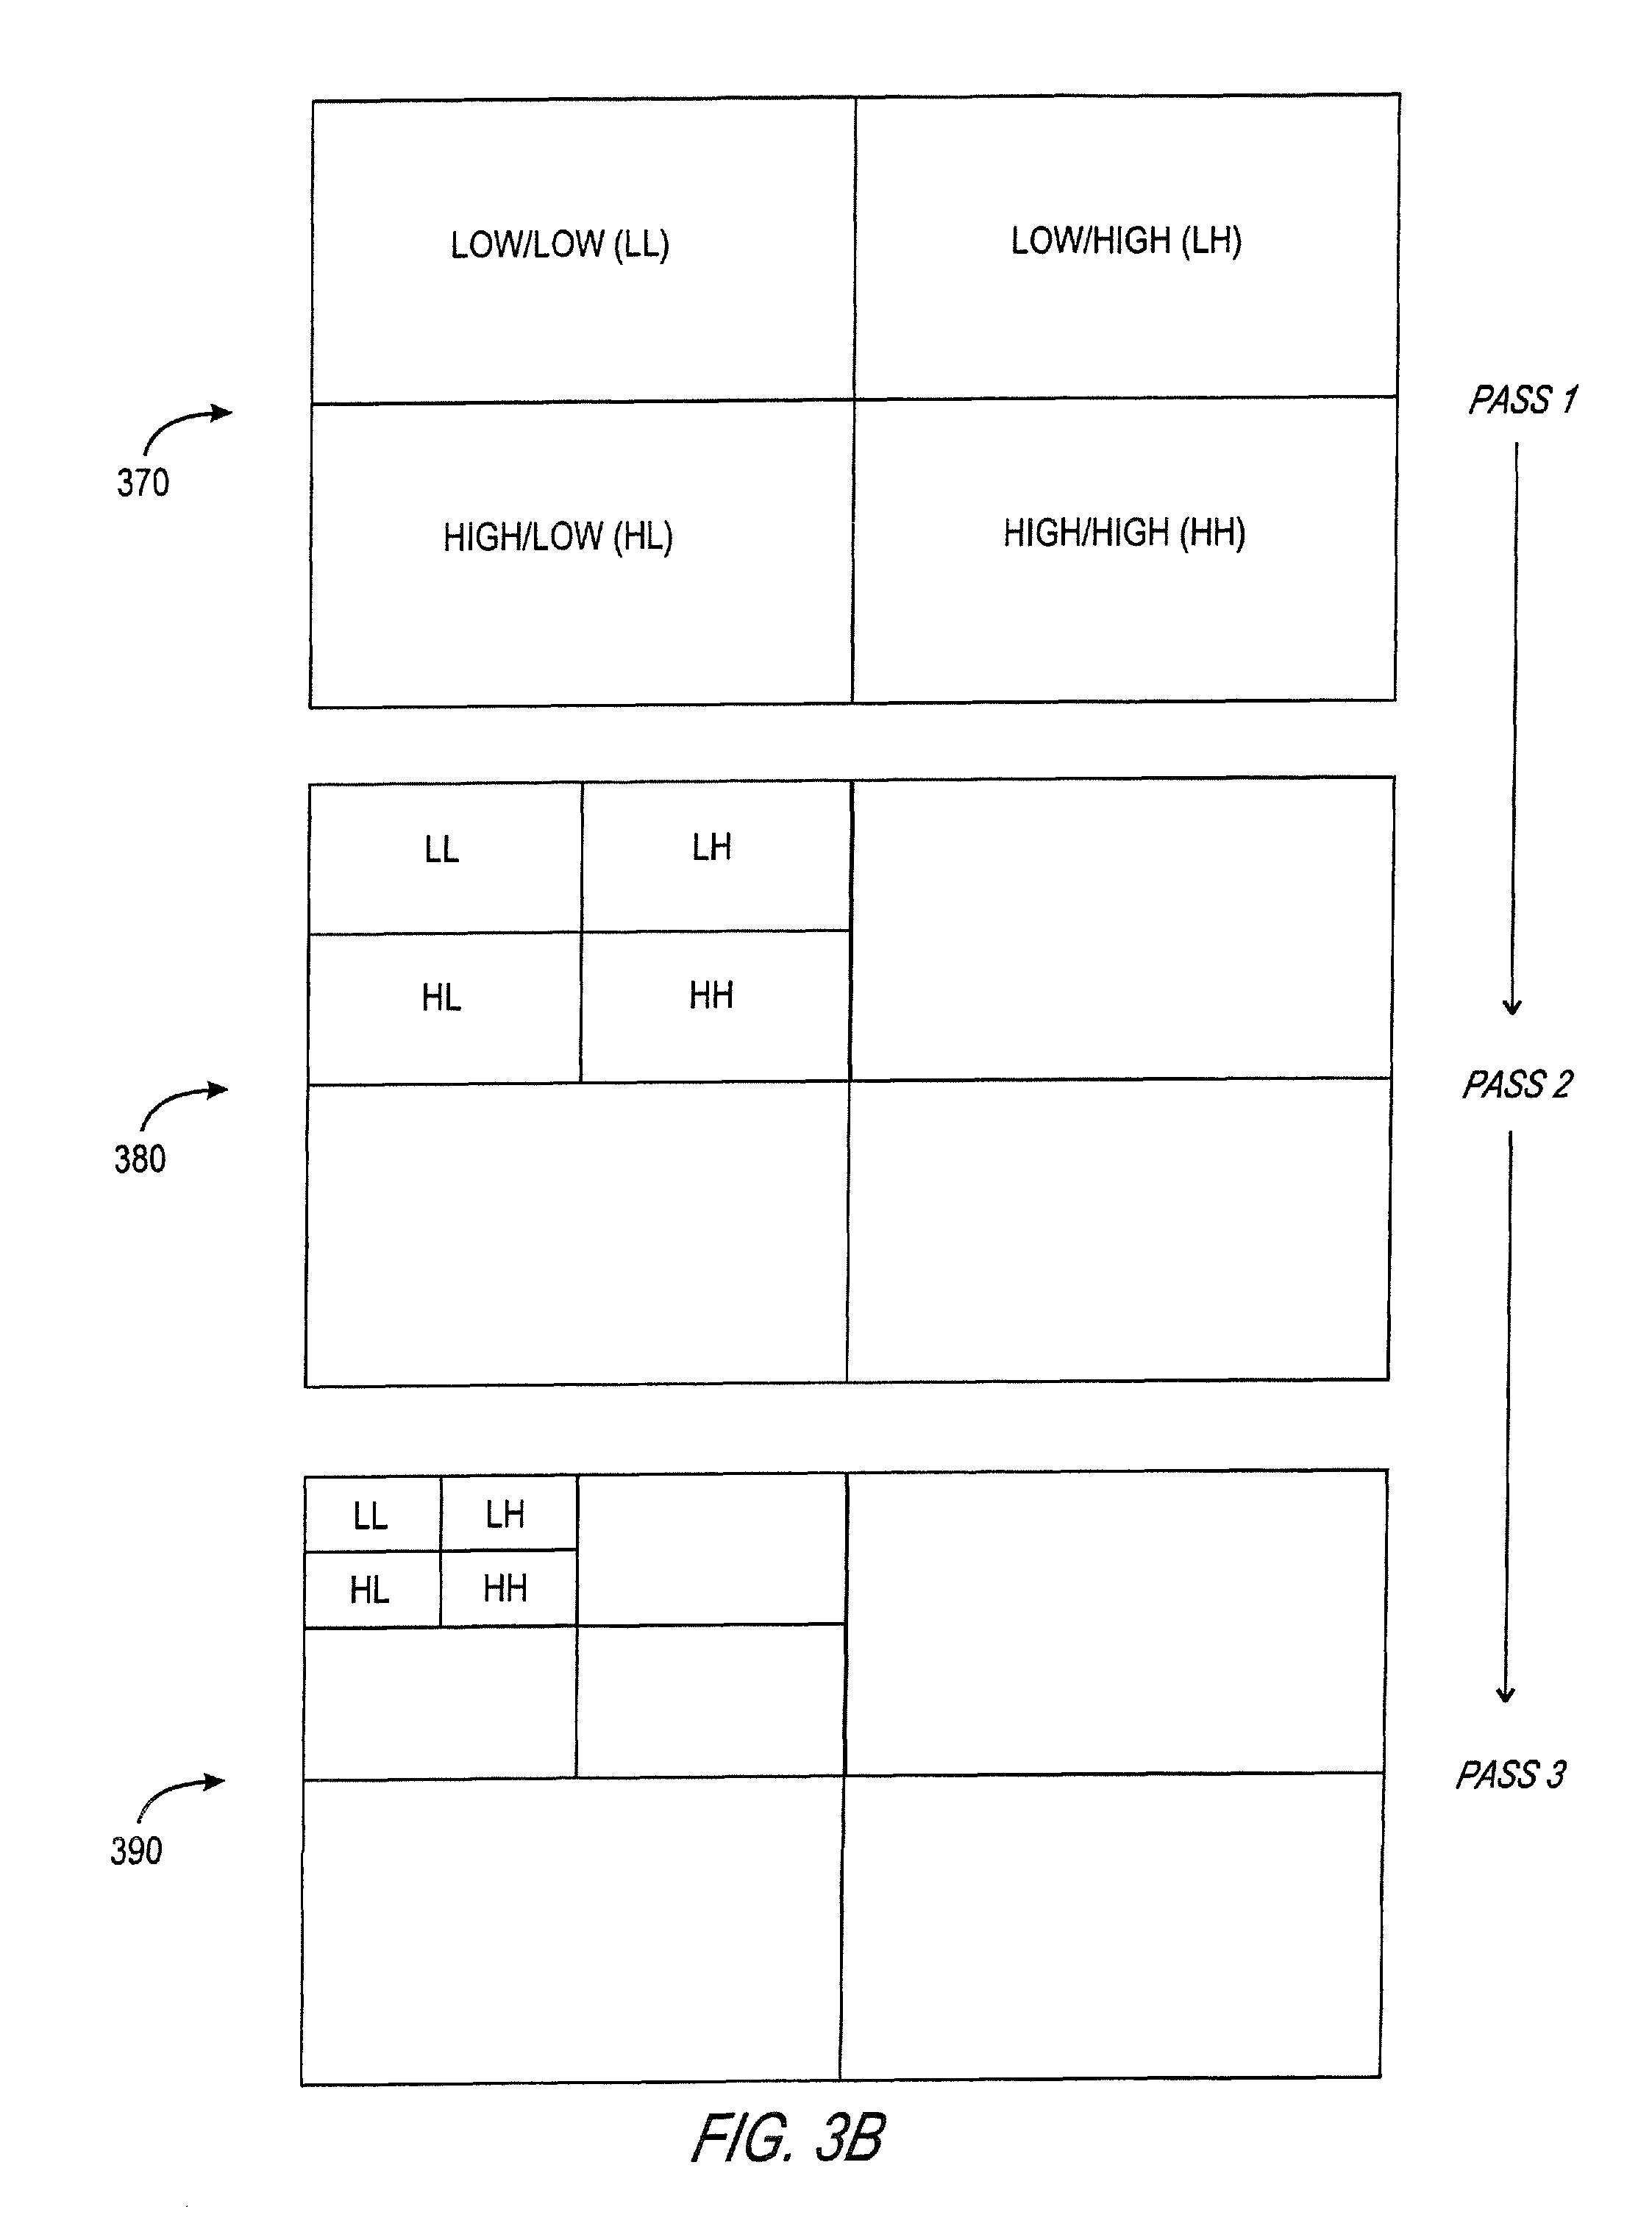 LOW/LOW (LL)
LOW/HIGH (LH)
PASS 1
370
HIGH/LOW (HL)
HIGH/HIGH (HH)
LL
LH
HL
HH
PASS 2
380
LL
LH
HL
HH
PASS 3
390
FIG. 3B